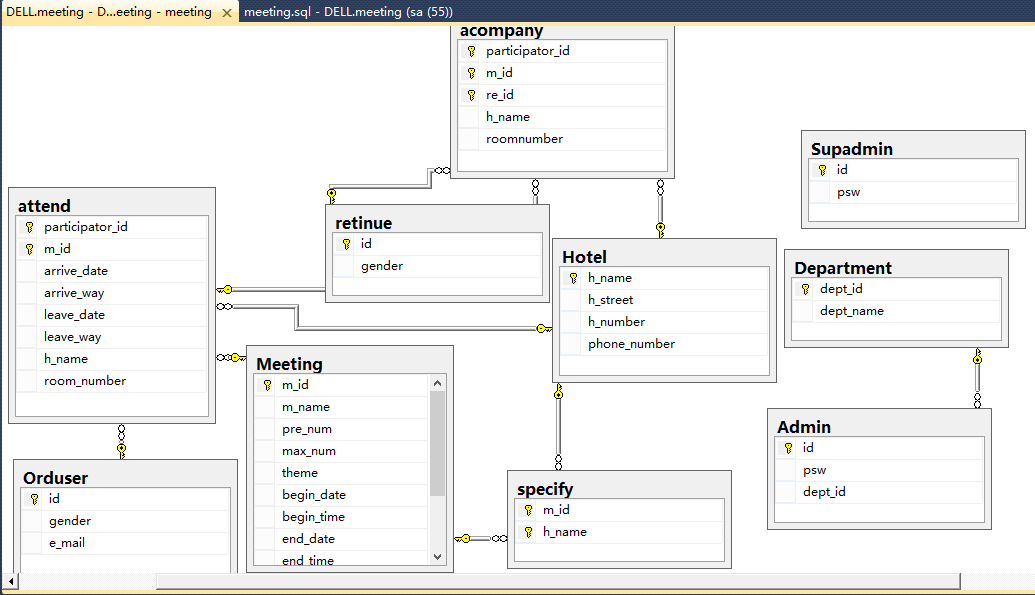 DELL.meeting - D...eeting - meeting
meeting.sql - DELL.meeting (sa (55))
acompany
participator_id
m_id
re_id
h_name
roomnumber
Supadmin
id
psw
attend
participator_id
m_id
arrive_date
arrive_way
leave_date
leave_way
h_name
room_number
retinue
id
gender
Hotel
h_name
h_street
h_number
phone_number
Department
dept_id
dept_name
Meeting
m_id
m_name
pre_num
max_num
theme
begin_date
begin_time
end_date
end_time
Admin
id
psw
dept_id
Orduser
id
gender
e_mail
specify
m_id
h_name